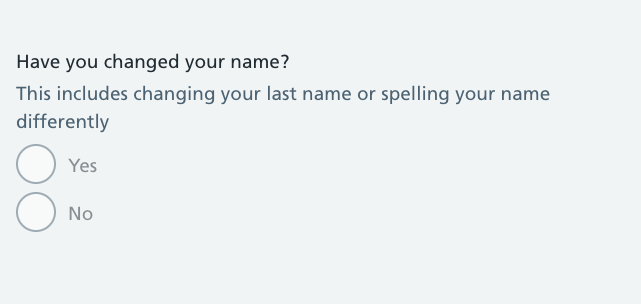 Have you changed your name?
This includes changing your last name or spelling your name
differently
Yes
No